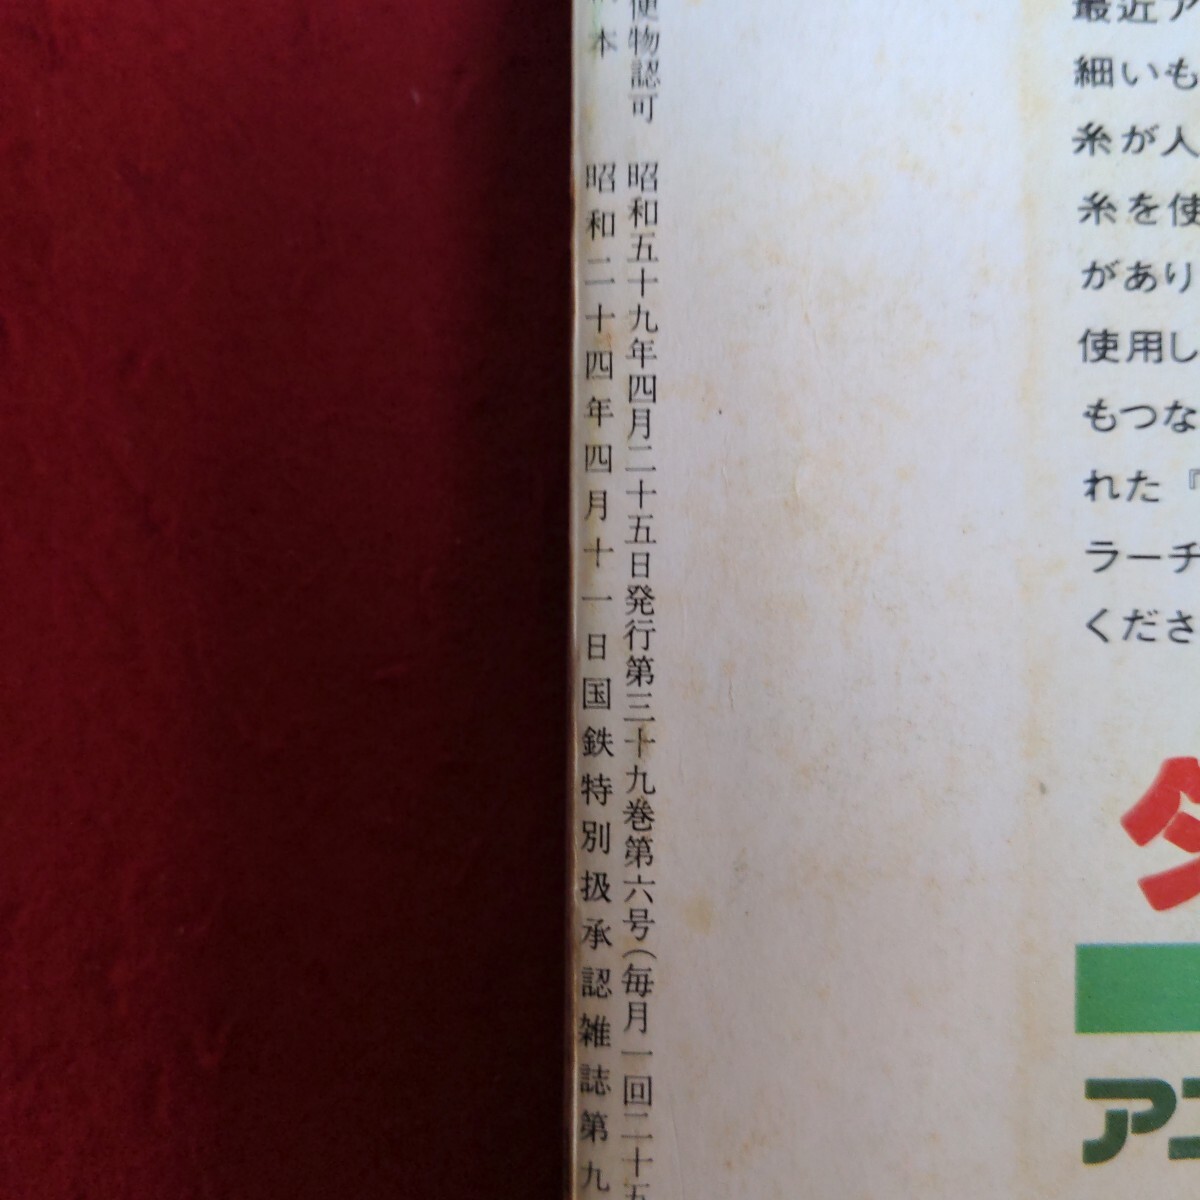 便物認可 昭和五十九年四月二十五日発行第三十九巻第六号(毎月一回二十五
本 昭和二十四年四月十一日国鉄特別扱承認雑誌第九
最近ア
細いも
糸が人
糸を使
があり
使用し
もつな
れた『
ラーチ
くださ
タ
アコ